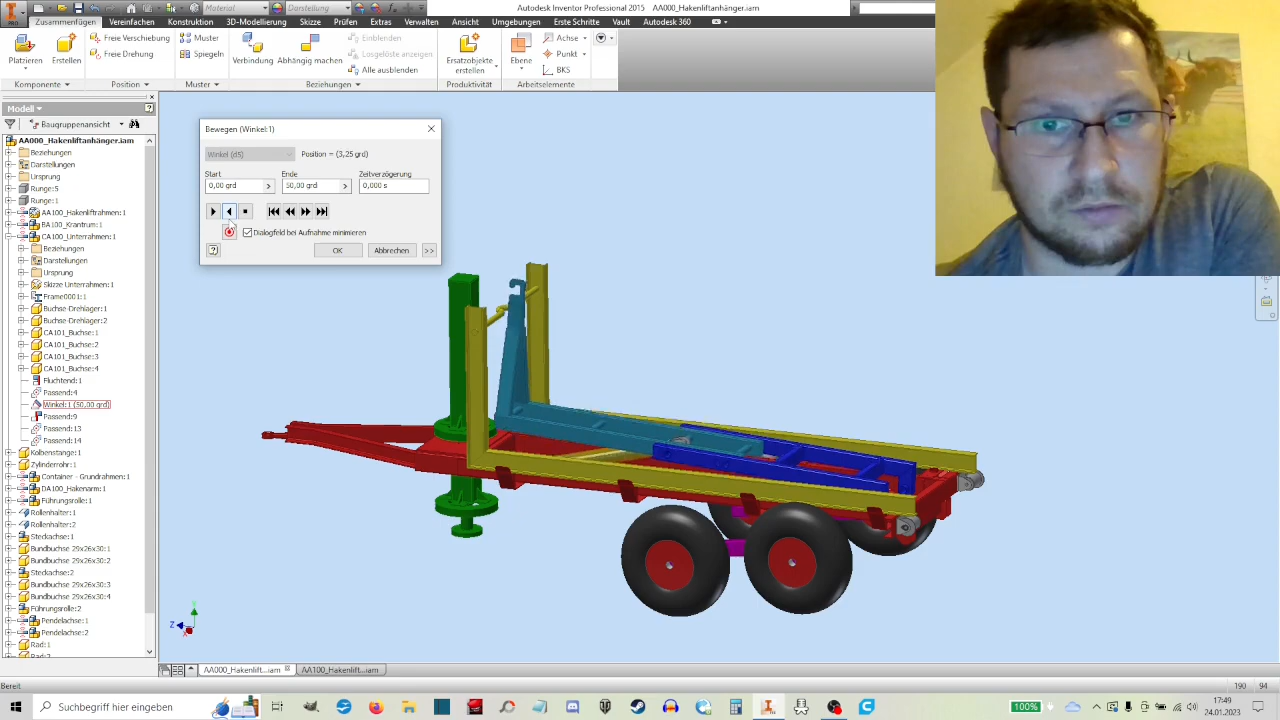 Material
Darstellung
Autodesk Inventor Professional 2015  AA000_Hakenliftanhänger.iam
Zusammenfügen Vereinfachen Konstruktion 3D-Modellierung Skizze Prüfen Extras Verwalten Ansicht Umgebungen Erste Schritte Vault Autodesk 360
Platzieren
Erstellen
Freie Verschiebung
Freie Drehung
Muster
Spiegeln
Verbindung
Abhängig machen
Einblenden
Losgelöste anzeigen
Alle ausblenden
Ersatzobjekte
erstellen
Ebene
Achse
Punkt
BKS
Komponente Position Muster Beziehungen Produktivität Arbeitselemente
Modell
Baugruppenansicht
AA000_Hakenliftanhänger.iam
Beziehungen
Darstellungen
Ursprung
Runge:5
Runge:1
AA100_Hakenliftrahmen:1
BA100_Krantrum:1
CA100_Unterrahmen:1
Beziehungen
Darstellungen
Ursprung
Skizze Unterrahmen:1
Frame0001:1
Buchse-Drehlager:1
Buchse-Drehlager:2
CA101_Buchse:1
CA101_Buchse:2
CA101_Buchse:3
CA101_Buchse:4
Fluchtend:1
Passend:4
Winkel:1 (50,00 grd)
Passend:9
Passend:13
Passend:14
Kolbenstange:1
Zylinderrohr:1
Container - Grundrahmen:1
DA100_Hakenarm:1
Führungsrolle:1
Rollenhalter:1
Rollenhalter:2
Steckachse:1
Bundbuchse 29x26x30:1
Bundbuchse 29x26x30:2
Steckachse:2
Bundbuchse 29x26x30:3
Bundbuchse 29x26x30:4
Führungsrolle:2
Pendelachse:1
Pendelachse:2
Rad:1
Rad:2
Bewegen (Winkel:1)
Winkel (d5)
Position = (3,25 grd)
Start Ende Zeitverzögerung
0,00 grd 50,00 grd 0,000 s
Dialogfeld bei Aufnahme minimieren
OK Abbrechen >>
Y
Z
X
AA000_Hakenlift...iam AA100_Hakenlift...iam
Bereit
190 94
Suchbegriff hier eingeben
100%
17:49
24.01.2023